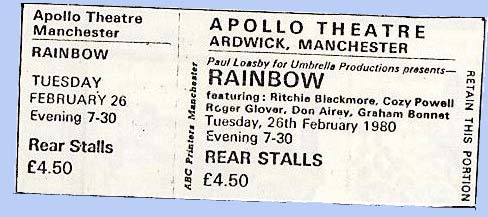 Apollo Theatre
Manchester
RAINBOW
TUESDAY
FEBRUARY 26
Evening 7-30
Rear Stalls
£4.50
ABC Printers Manchester
APOLLO THEATRE
ARDWICK, MANCHESTER
Paul Loasby for Umbrella Productions presents—
RAINBOW
featuring: Ritchie Blackmore, Cozy Powell
Roger Glover, Don Airey, Graham Bonnet
Tuesday, 26th February 1980
Evening 7-30
REAR STALLS
£4.50
RETAIN THIS PORTION